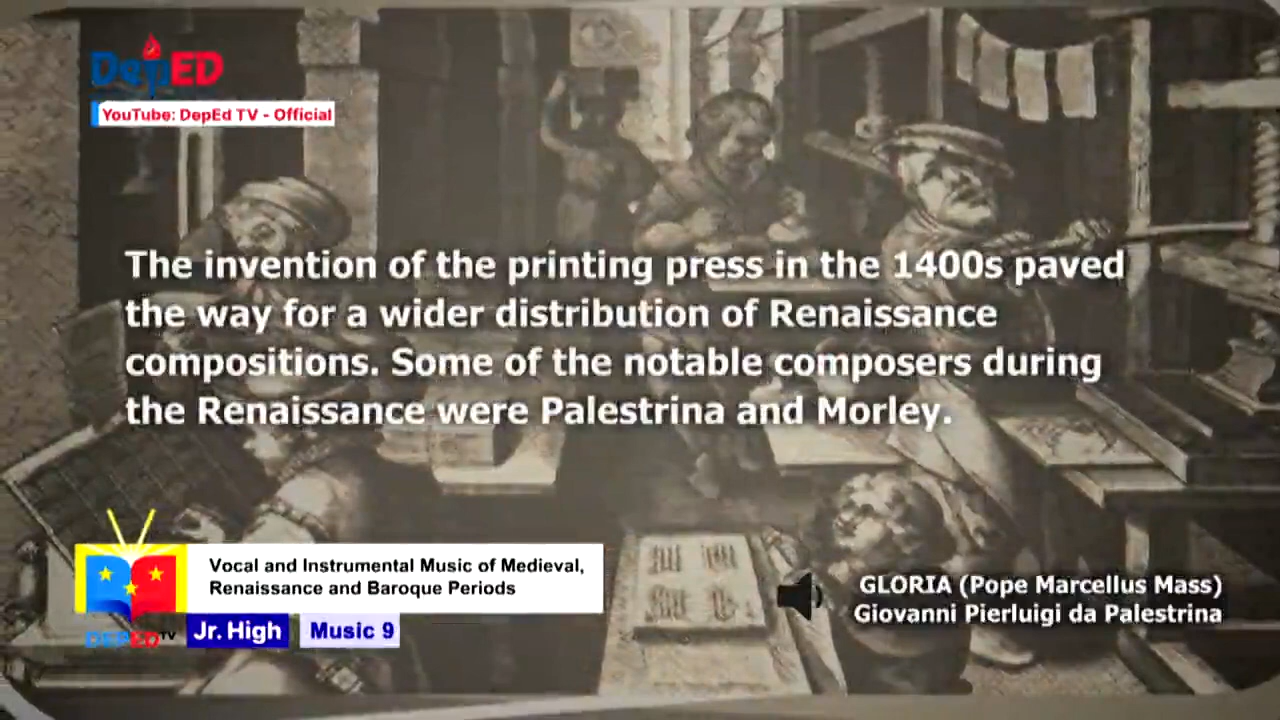 DepED
YouTube: DepEd TV - Official
The invention of the printing press in the 1400s paved
the way for a wider distribution of Renaissance
compositions. Some of the notable composers during
the Renaissance were Palestrina and Morley.
Vocal and Instrumental Music of Medieval,
Renaissance and Baroque Periods
DEPED TV
Jr. High
Music 9
GLORIA (Pope Marcellus Mass)
Giovanni Pierluigi da Palestrina